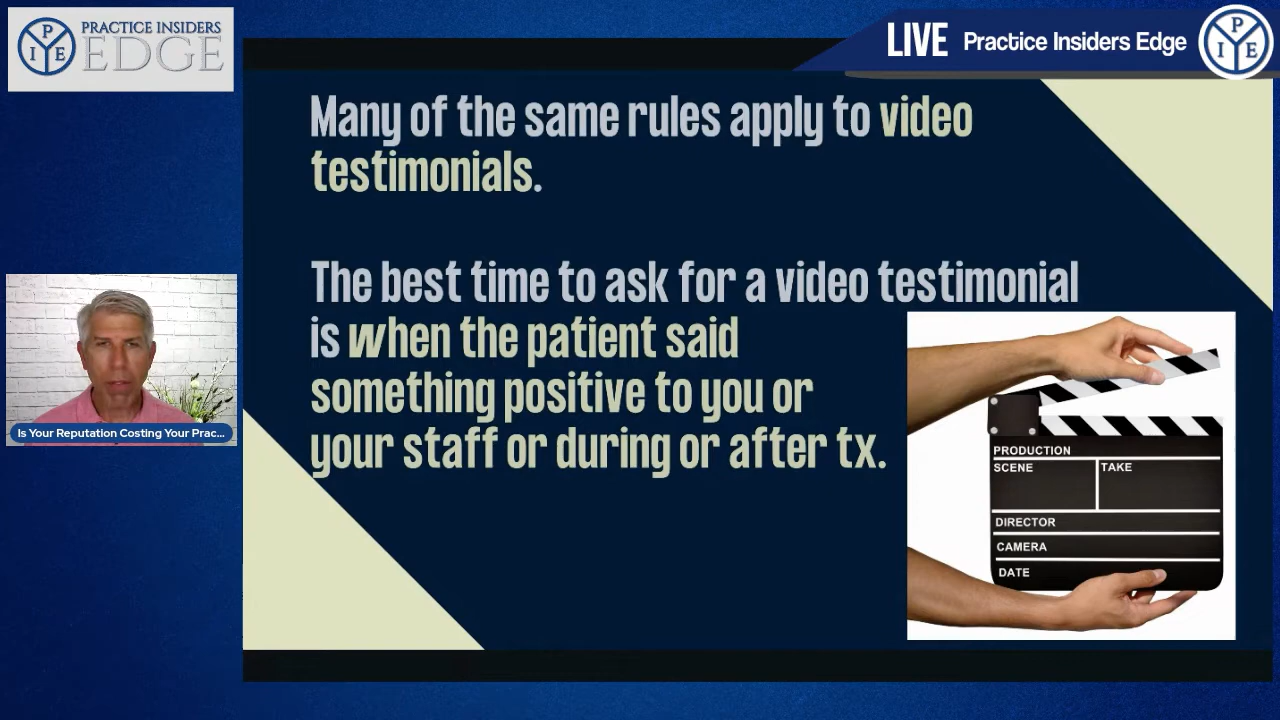 P
I E
PRACTICE INSIDERS
EDGE
LIVE Practice Insiders Edge
P
I E
Many of the same rules apply to video
testimonials.
The best time to ask for a video testimonial
is when the patient said
something positive to you or
your staff or during or after tx.
PRODUCTION
SCENE TAKE
DIRECTOR
CAMERA
DATE
Is Your Reputation Costing Your Prac...